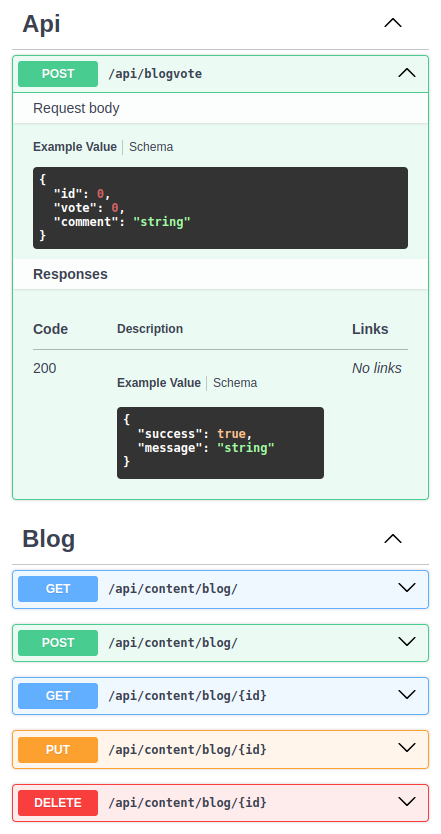 Api
POST /api/blogvote
Request body
Example Value | Schema
{
  "id": 0,
  "vote": 0,
  "comment": "string"
}
Responses
Code Description Links
200 No links
Example Value | Schema
{
  "success": true,
  "message": "string"
}
Blog
GET /api/content/blog/
POST /api/content/blog/
GET /api/content/blog/{id}
PUT /api/content/blog/{id}
DELETE /api/content/blog/{id}